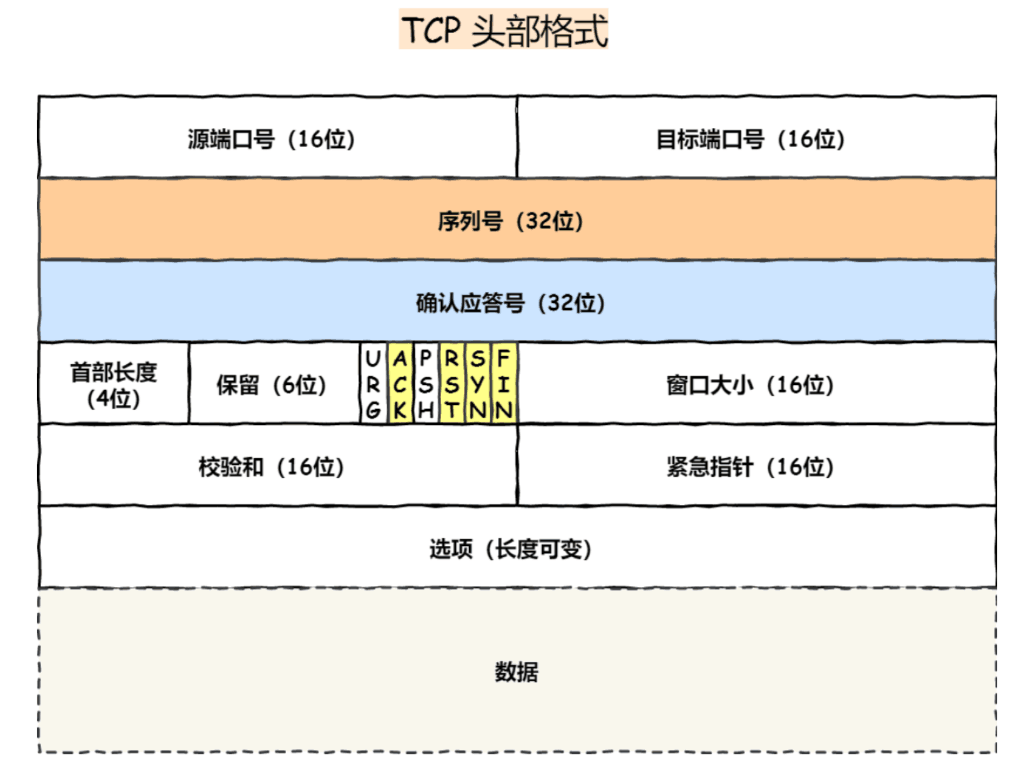 TCP 头部格式
源端口号（16位） 目标端口号（16位）
序列号（32位）
确认应答号（32位）
首部长度
（4位）
保留（6位）
URG
ACK
PSH
RST
SYN
FIN
窗口大小（16位）
校验和（16位） 紧急指针（16位）
选项（长度可变）
数据